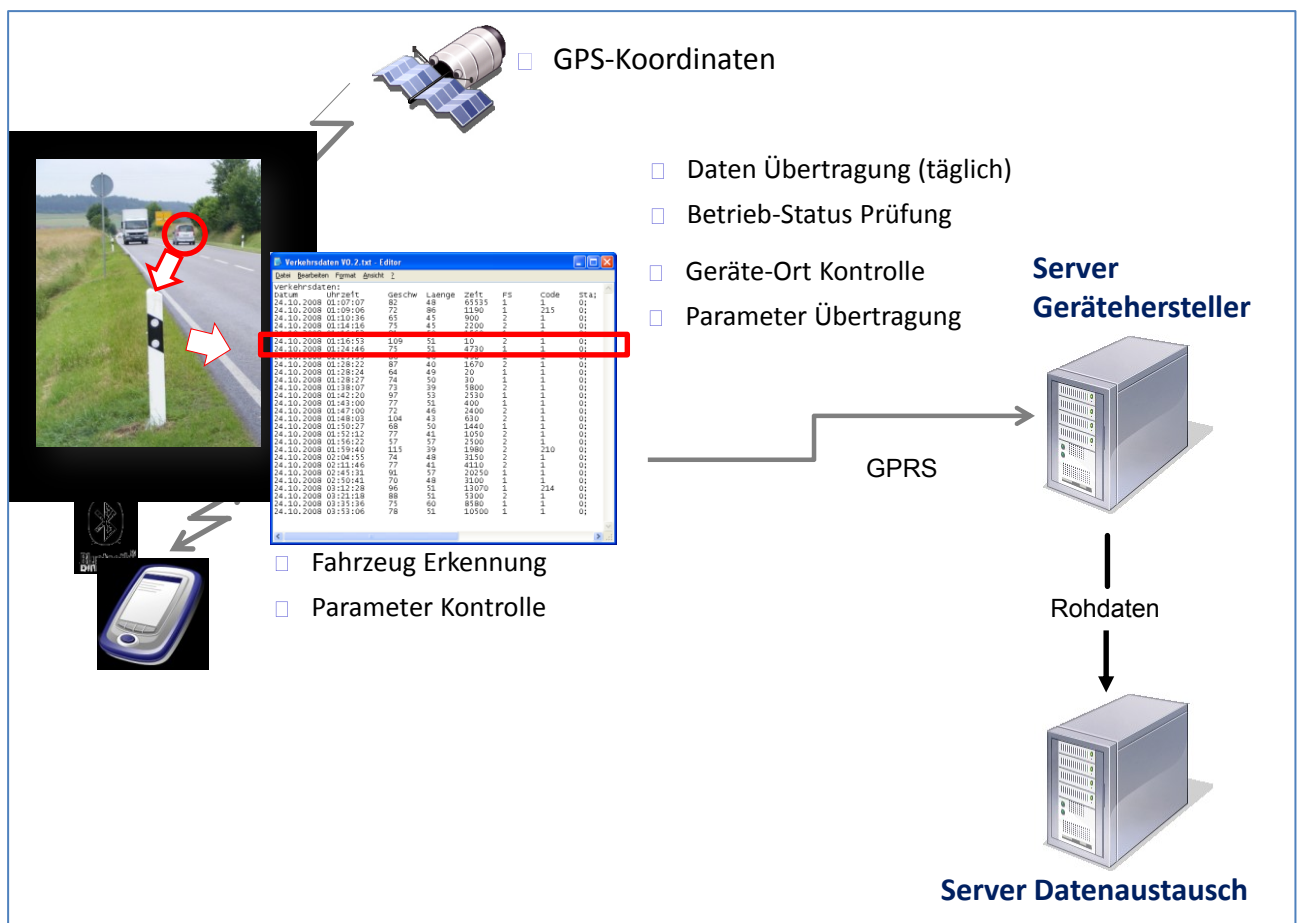 GPS-Koordinaten
Daten Übertragung (täglich)
Betrieb-Status Prüfung
Geräte-Ort Kontrolle
Parameter Übertragung
Server
Gerätehersteller
Verkehrsdaten V0.2.txt - Editor
Datei Bearbeiten Format Ansicht ?
verkehrsdaten:
Datum Uhrzeit Geschw Laenge Zeit FS Code Sta;
24.10.2008 01:07:07 82 48 65535 1 1 0;
24.10.2008 01:09:06 72 86 1190 1 215 0;
24.10.2008 01:10:36 65 45 900 2 1 0;
24.10.2008 01:14:16 75 45 2200 2 1 0;
24.10.2008 01:16:53 109 51 10 2 1 0;
24.10.2008 01:24:46 75 51 4730 1 1 0;
24.10.2008 01:28:22 87 40 1670 2 1 0;
24.10.2008 01:28:24 64 49 20 1 1 0;
24.10.2008 01:28:27 74 50 30 1 1 0;
24.10.2008 01:38:07 73 39 5800 2 1 0;
24.10.2008 01:42:20 97 53 2530 1 1 0;
24.10.2008 01:43:00 77 51 400 1 1 0;
24.10.2008 01:47:00 72 46 2400 2 1 0;
24.10.2008 01:48:03 104 43 630 2 1 0;
24.10.2008 01:50:27 68 50 1440 1 1 0;
24.10.2008 01:52:12 77 41 1050 2 1 0;
24.10.2008 01:56:22 57 57 2500 2 1 0;
24.10.2008 01:59:40 115 39 1980 2 210 0;
24.10.2008 02:04:55 74 48 3150 2 1 0;
24.10.2008 02:11:46 77 41 4110 2 1 0;
24.10.2008 02:45:31 91 57 20250 1 1 0;
24.10.2008 02:50:41 70 48 3100 1 1 0;
24.10.2008 03:12:28 96 51 13070 1 214 0;
24.10.2008 03:21:18 88 51 5300 2 1 0;
24.10.2008 03:35:36 75 60 8580 1 1 0;
24.10.2008 03:53:06 78 51 10500 1 1 0;
GPRS
Fahrzeug Erkennung
Parameter Kontrolle
Rohdaten
Server Datenaustausch